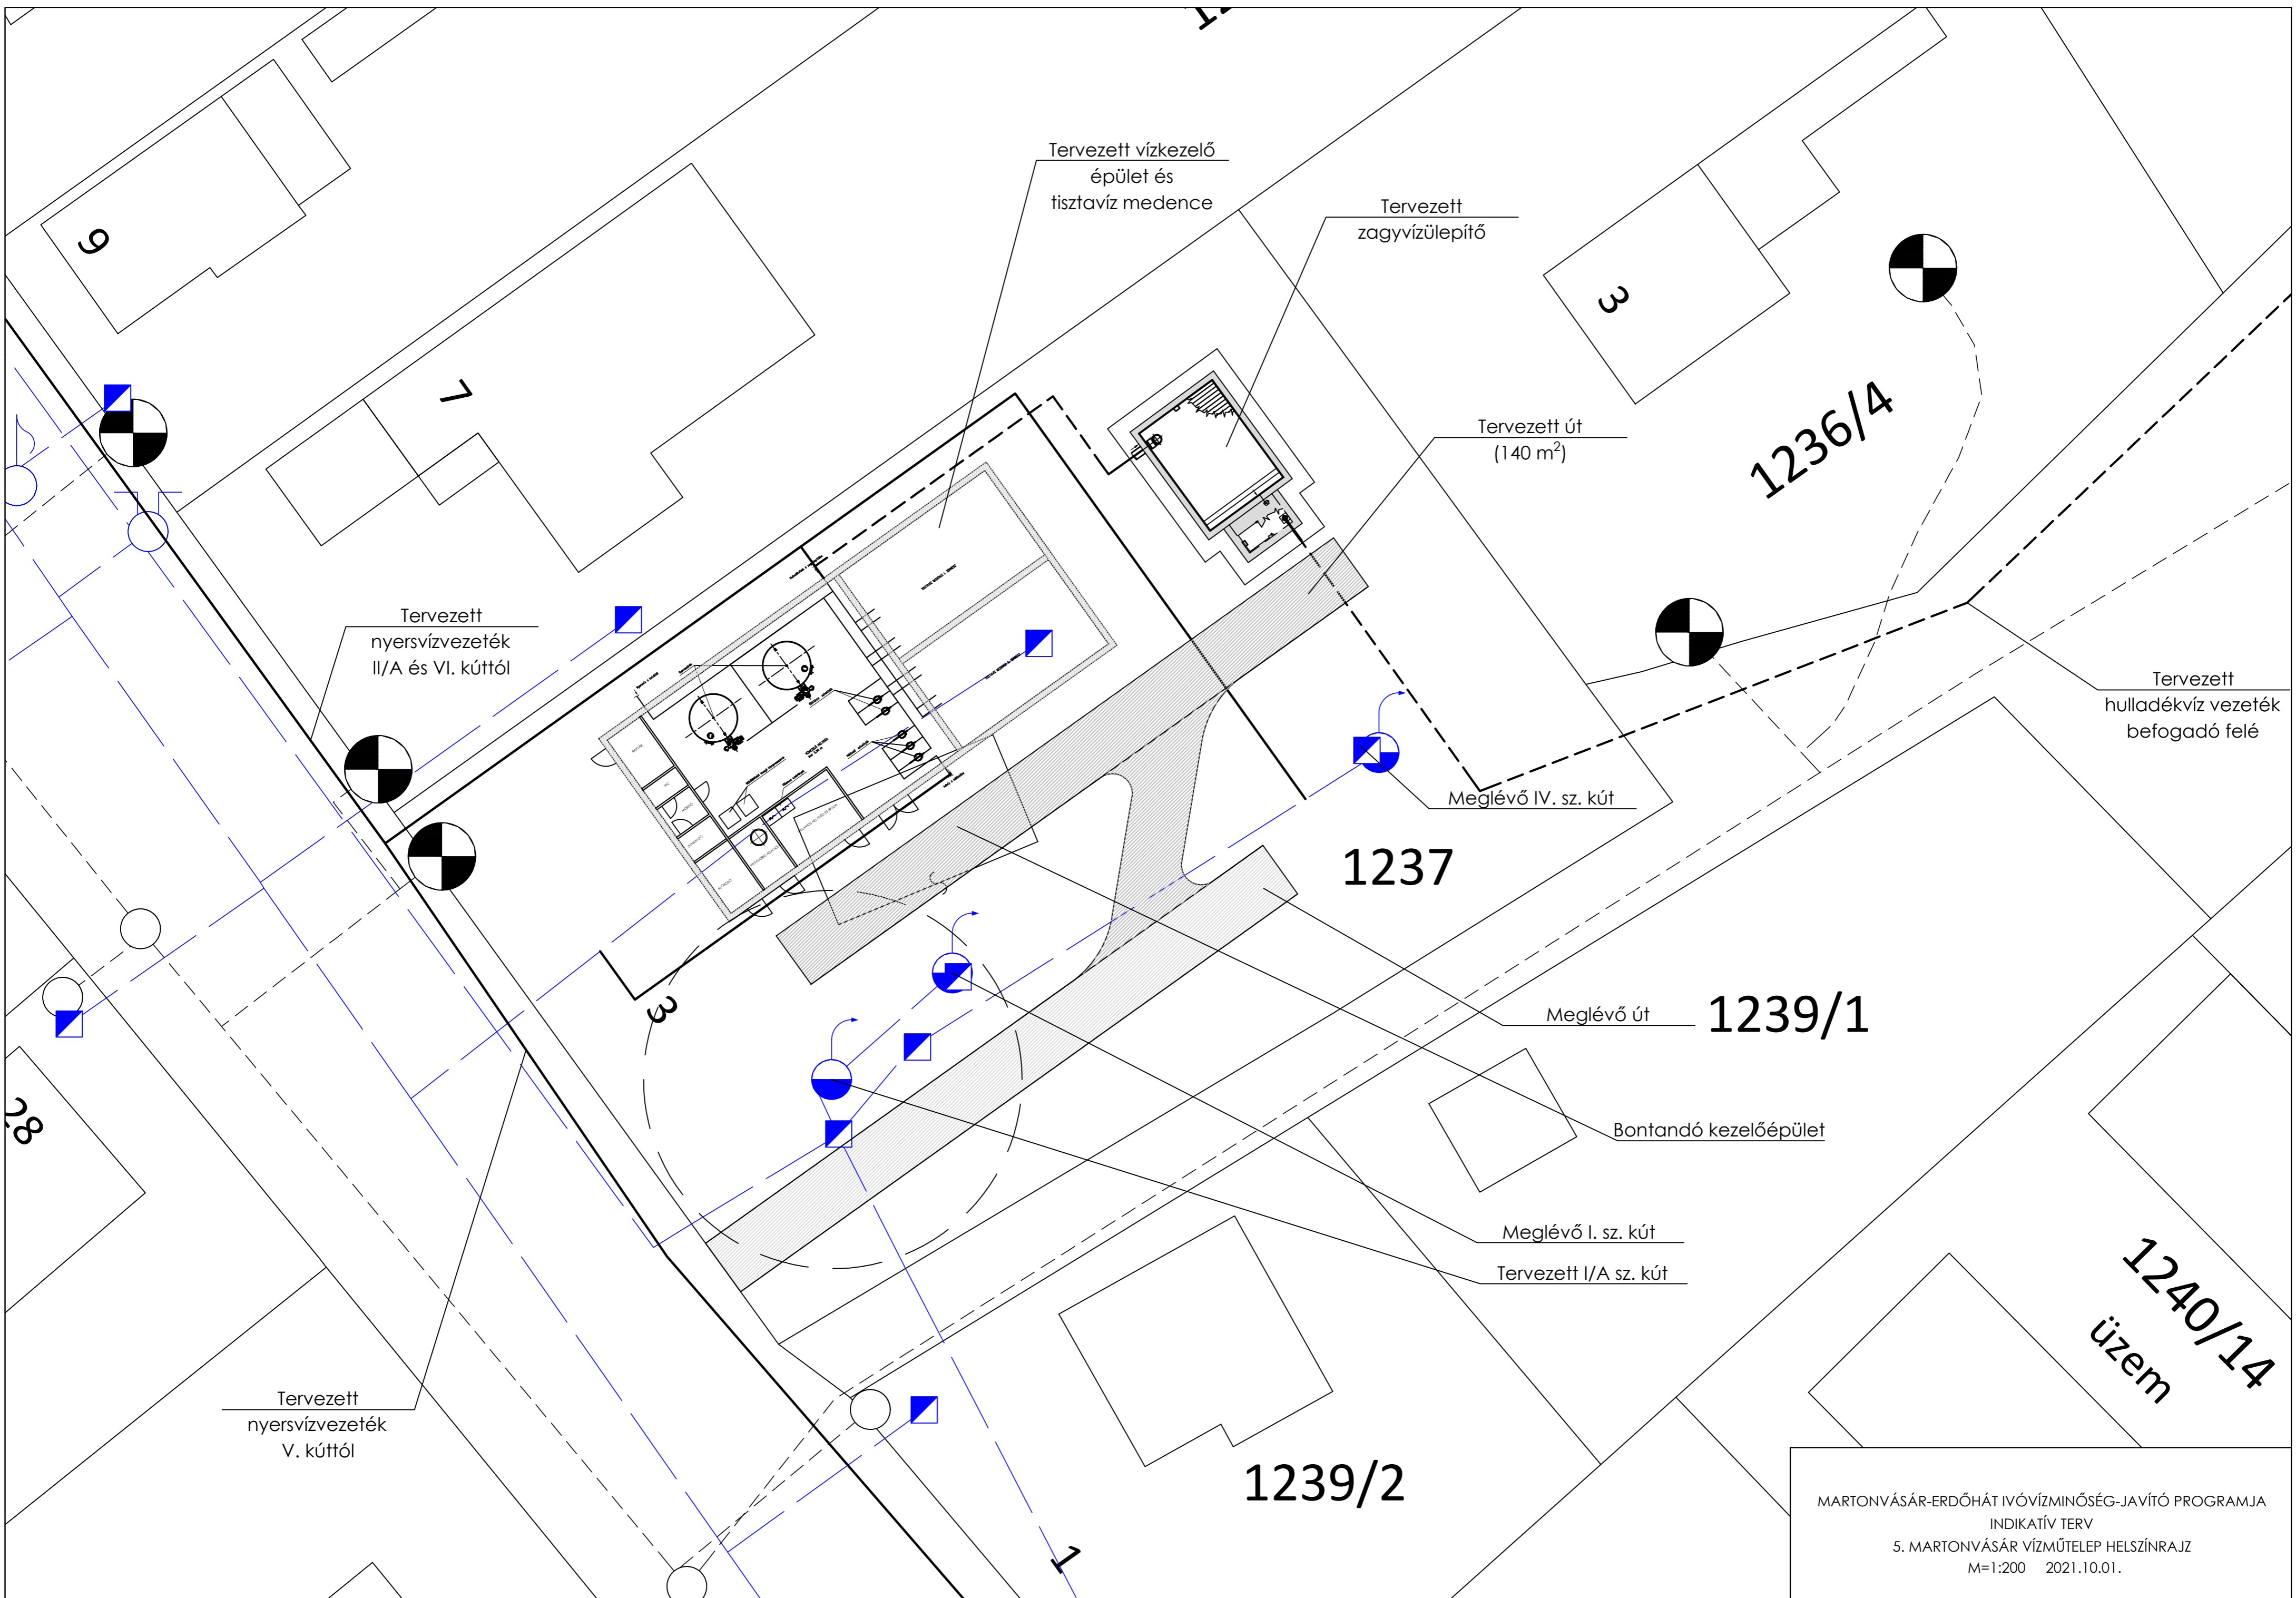 Tervezett vízkezelő
épület és
tisztavíz medence
Tervezett
zagyvízülepítő
9
3
7
1236/4
Tervezett út
(140 m²)
Tervezett
nyersvízvezeték
II/A és VI. kúttól
Tervezett
hulladékvíz vezeték
befogadó felé
Meglévő IV. sz. kút
1237
3
Meglévő út
1239/1
28
Bontandó kezelőépület
Meglévő I. sz. kút
Tervezett I/A sz. kút
1240/14
üzem
Tervezett
nyersvízvezeték
V. kúttól
1239/2
1
MARTONVÁSÁR-ERDŐHÁT IVÓVÍZMINŐSÉG-JAVÍTÓ PROGRAMJA
INDIKATÍV TERV
5. MARTONVÁSÁR VÍZMŰTELEP HELSZÍNRAJZ
M=1:200 2021.10.01.